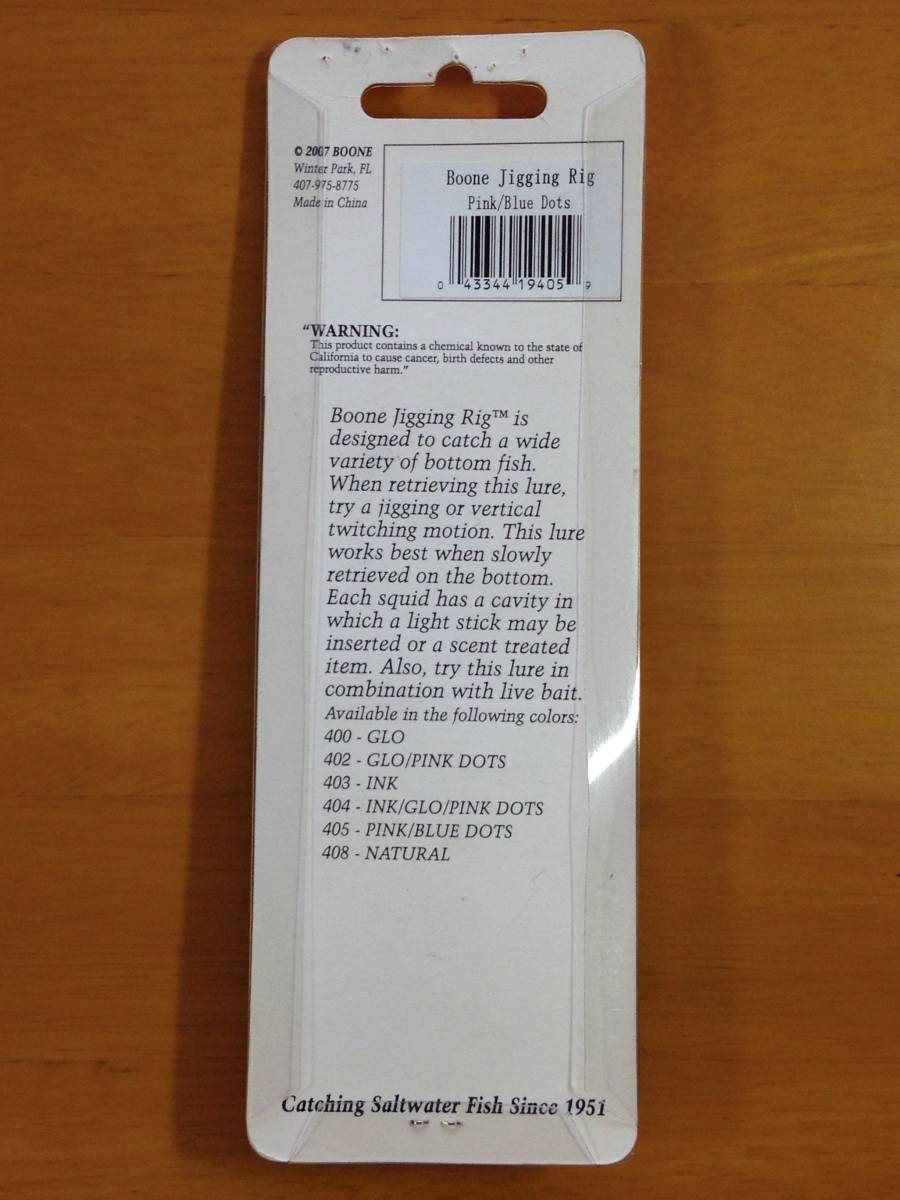 © 2007 BOONE
Winter Park, FL
407-975-8775
Made in China
Boone Jigging Rig
Pink/Blue Dots
0 43344 19405 9
“WARNING:
This product contains a chemical known to the state of
California to cause cancer, birth defects and other
reproductive harm.”
Boone Jigging Rig™ is
designed to catch a wide
variety of bottom fish.
When retrieving this lure,
try a jigging or vertical
twitching motion. This lure
works best when slowly
retrieved on the bottom.
Each squid has a cavity in
which a light stick may be
inserted or a scent treated
item. Also, try this lure in
combination with live bait.
Available in the following colors:
400 - GLO
402 - GLO/PINK DOTS
403 - INK
404 - INK/GLO/PINK DOTS
405 - PINK/BLUE DOTS
408 - NATURAL
Catching Saltwater Fish Since 1951